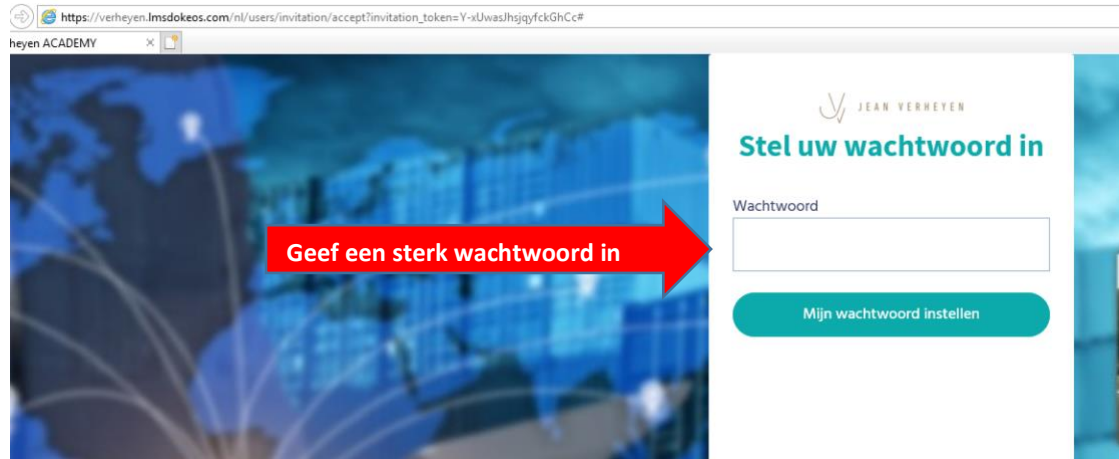 https://verheyen.lmsdokeos.com/nl/users/invitation/accept?invitation_token=Y-xUwasJhsjqyfckGhCc#
heyen ACADEMY
JEAN VERHEYEN
Stel uw wachtwoord in
Wachtwoord
Geef een sterk wachtwoord in
Mijn wachtwoord instellen